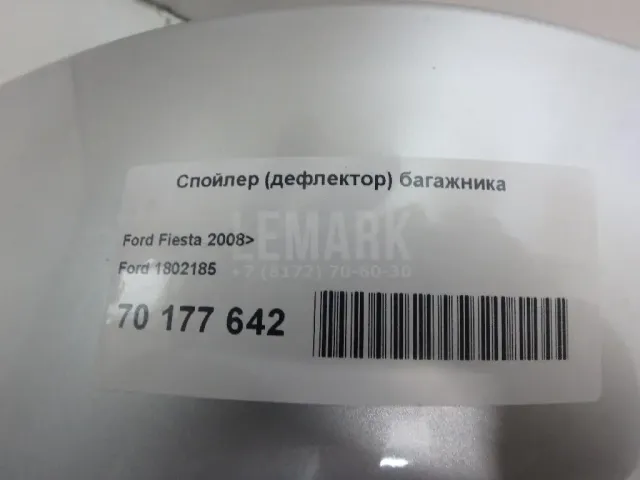 Спойлер (дефлектор) багажника
LEMARK
Ford Fiesta 2008>
+7 (8172) 70-60-30
Ford 1802185
70 177 642